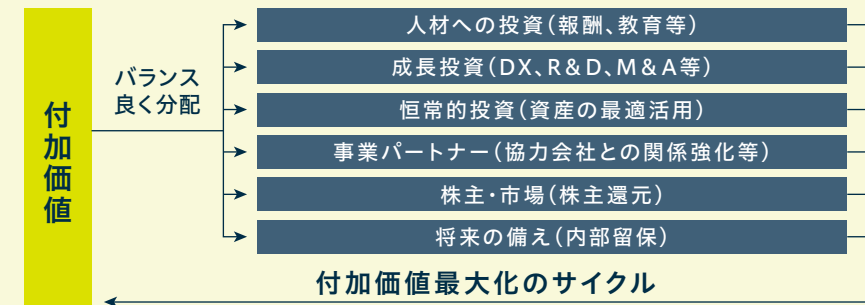 付加価値
バランス
良く分配
人材への投資(報酬、教育等)
成長投資(DX、R&D、M&A等)
恒常的投資(資産の最適活用)
事業パートナー(協力会社との関係強化等)
株主・市場(株主還元)
将来の備え(内部留保)
付加価値最大化のサイクル